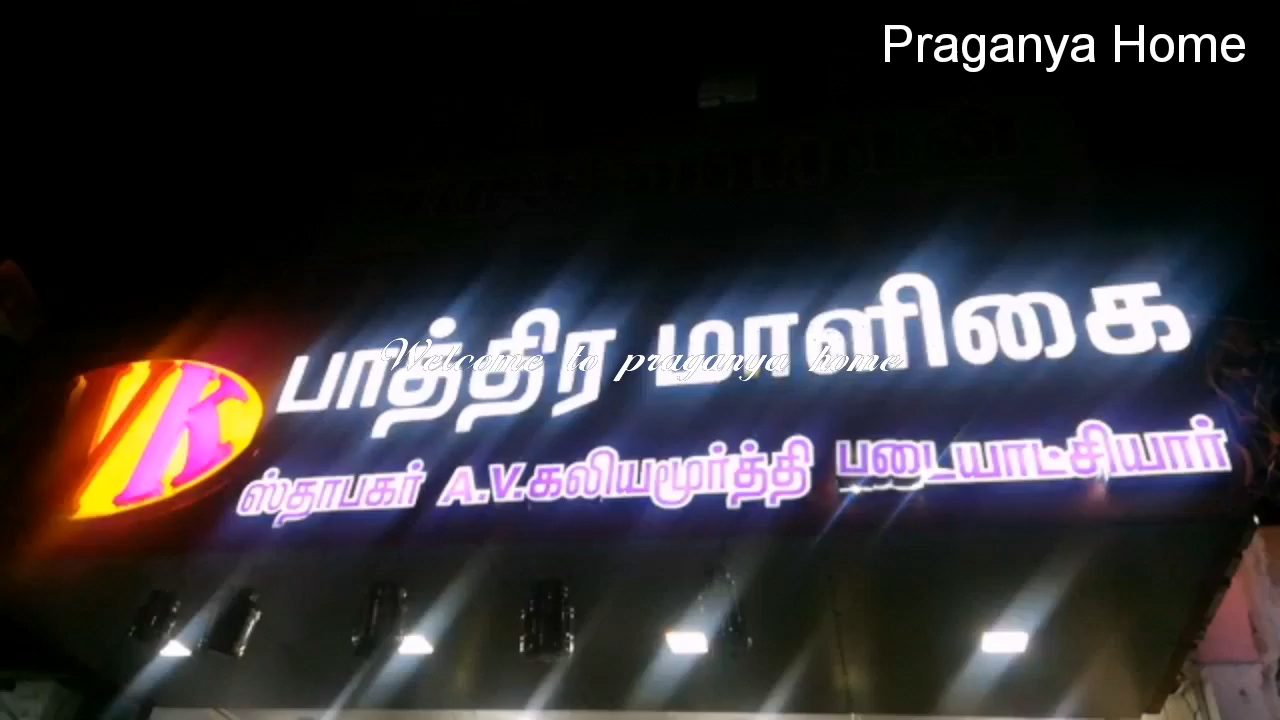 Praganya Home
பாத்திர மாளிகை
Welcome to praganya home
VK
ஸ்தாபகர் A.V.கலியமூர்த்தி படையாட்சியார்